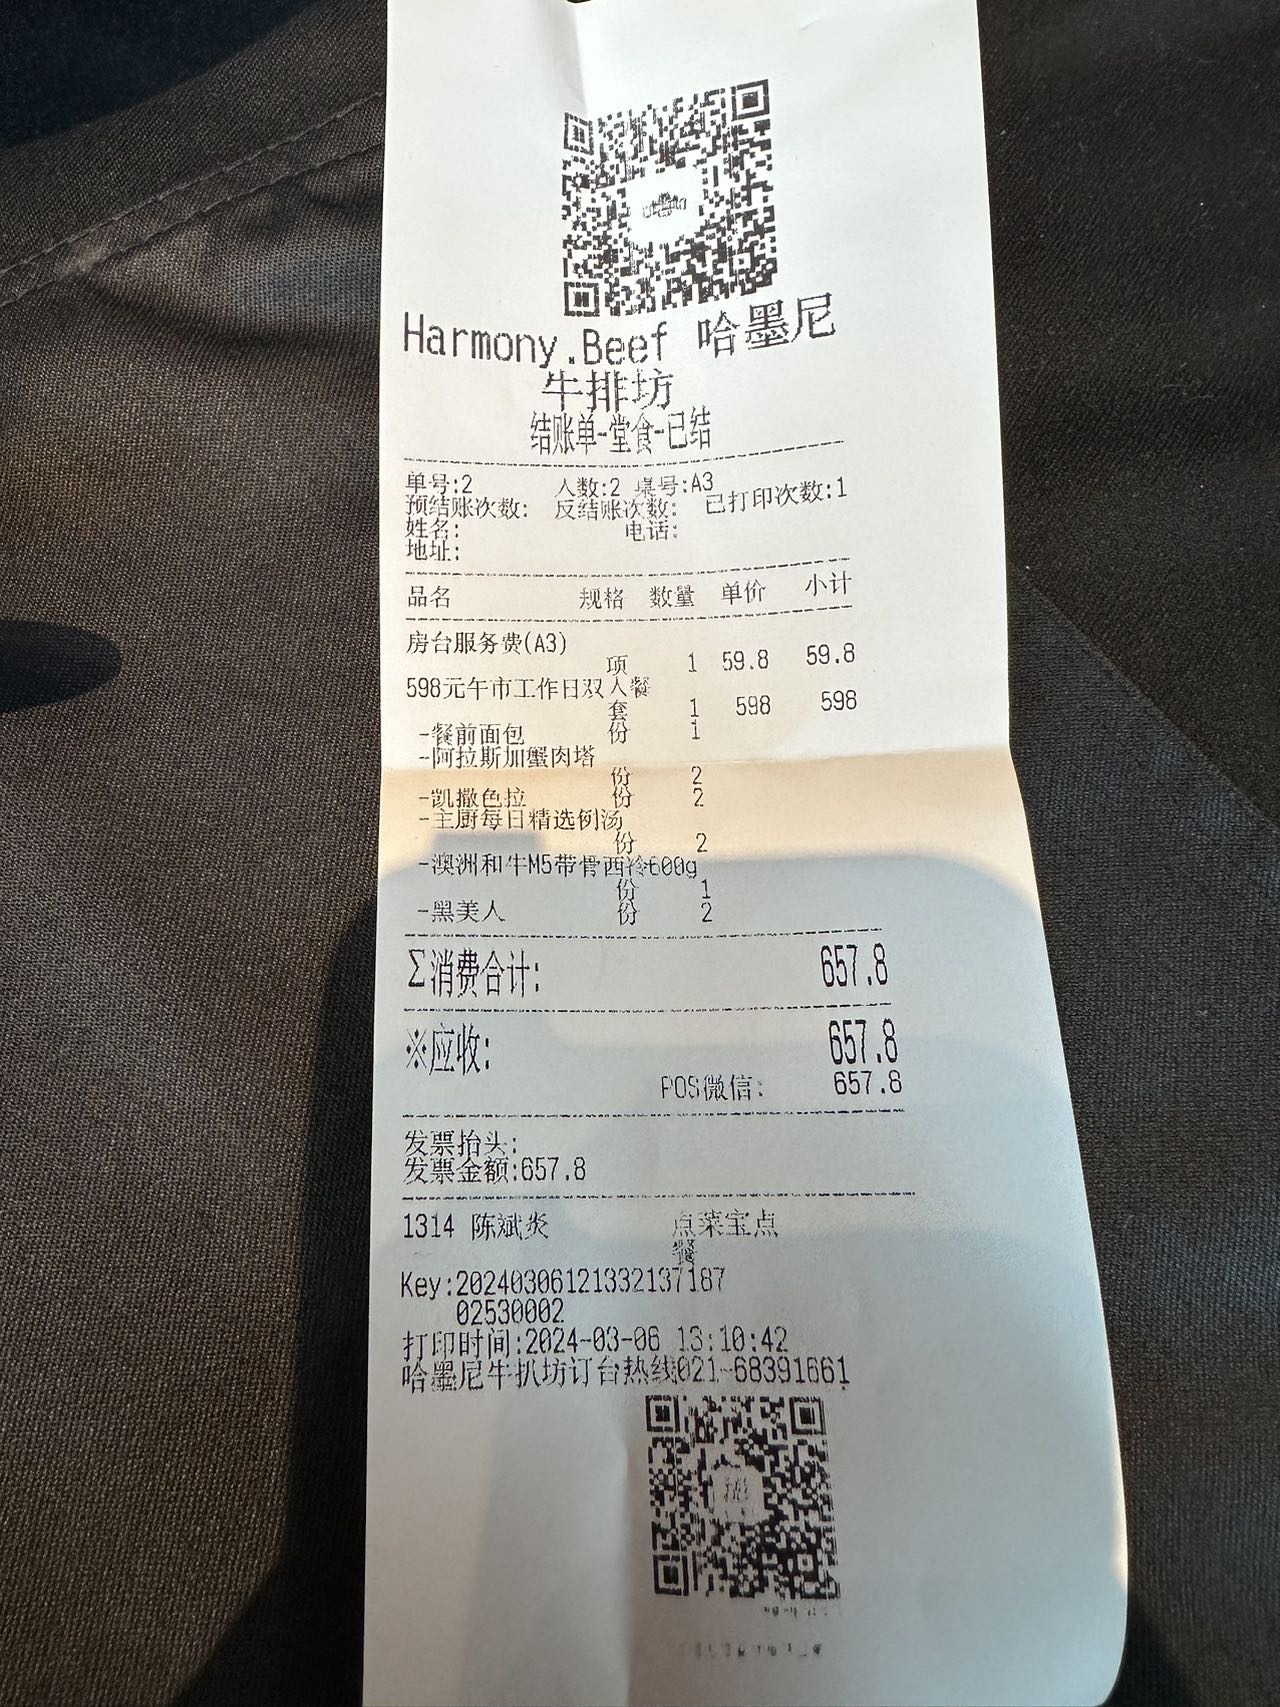 Harmony.Beef 哈墨尼
牛排坊
结账单-堂食-已结
单号:2 人数:2 桌号:A3
预结账次数: 反结账次数: 已打印次数:1
姓名: 电话:
地址:
品名 规格 数量 单价 小计
房台服务费(A3)
项 1 59.8 59.8
598元午市工作日双人餐
套 1 598 598
-餐前面包 份 1
-阿拉斯加蟹肉塔
份 2
-凯撒色拉 份 2
-主厨每日精选例汤
份 2
-澳洲和牛M5带骨西冷600g
份 1
-黑美人 份 2
Σ消费合计: 657.8
※应收: 657.8
POS微信: 657.8
发票抬头:
发票金额:657.8
1314 陈斌炎 点菜宝点
餐
Key:20240306121332137187
02530002
打印时间:2024-03-06 13:10:42
哈墨尼牛扒坊订台热线021-68391661